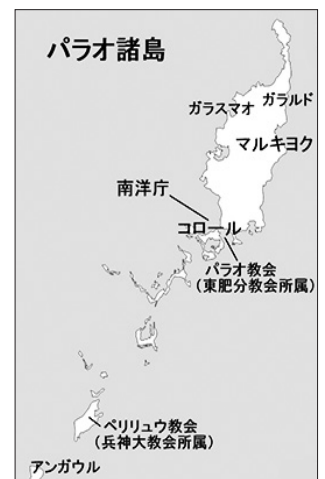 パラオ諸島
ガラルド
ガラスマオ
マルキヨク
南洋庁
コロール
パラオ教会
(東肥分教会所属)
ペリリュウ教会
(兵神大教会所属)
アンガウル